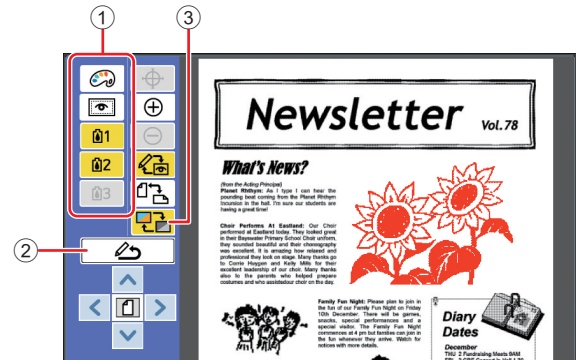 1
3
2
1
2
3
Newsletter Vol.78
What's News?
(from the Acting Principal)
Planet Rhthym: As I type I can hear the
pounding beat coming from the Planet Rhythm
incursion in the hall. I'm sure our students are
having a great time!
Choir Performs At Eastland: Our Choir
performed at Eastland today. They looked great
in their Bayswater Primary School Choir uniform,
they sounded beautiful and their choreography
was excellent. It is amazing how relaxed and
professional they look on stage. Many thanks go
to Corrie Huygen and Kelly Mills for their
excellent leadership of our choir. Many thanks
also to the parents who helped prepare
costumes and who assistedour choir on the day.
Family Fun Night: Please plan to join in
the fun of our Family Fun Night on Friday
10th December. There will be games,
snacks, special performances and a
special visitor. The Family Fun Night
commences at 4 pm but families can join in
the fun whenever they arrive. Watch for
notices with more details.
Diary
Dates
December
THU 2 Fundraising Meets 9AM